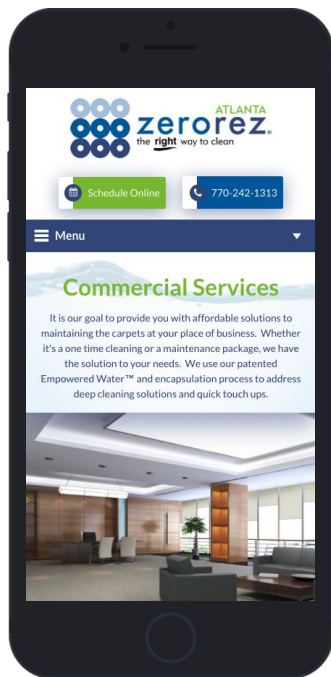 ATLANTA
zerorez.
the right way to clean
Schedule Online
770-242-1313
Menu
Commercial Services
It is our goal to provide you with affordable solutions to
maintaining the carpets at your place of business. Whether
it's a one time cleaning or a maintenance package, we have
the solution to your needs. We use our patented
Empowered Water™ and encapsulation process to address
deep cleaning solutions and quick touch ups.